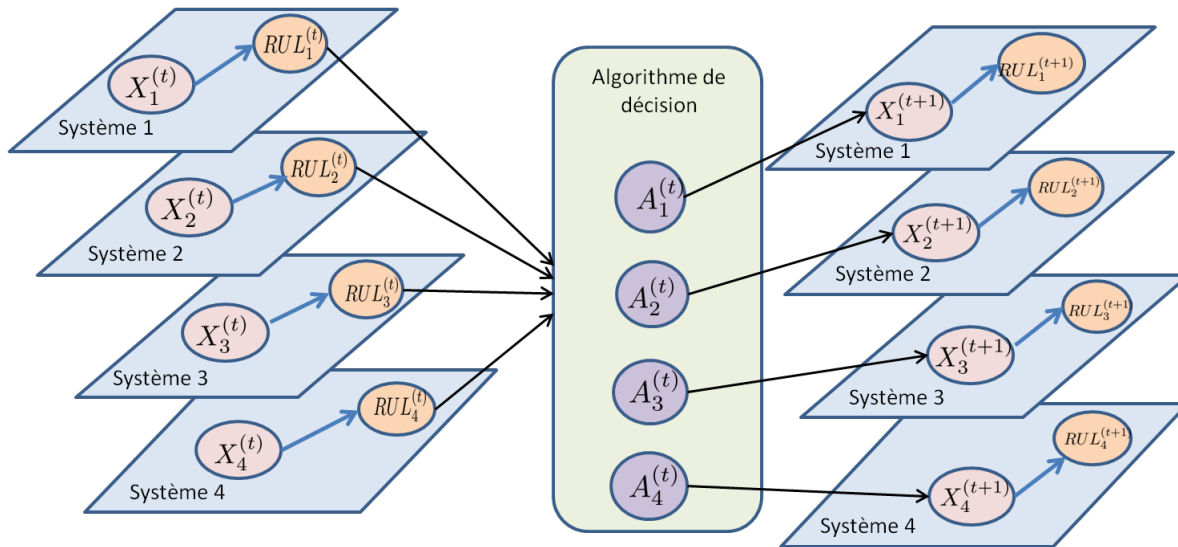 RUL_1^{(t)}
X_1^{(t)}
Système 1
RUL_2^{(t)}
X_2^{(t)}
Système 2
RUL_3^{(t)}
X_3^{(t)}
Système 3
RUL_4^{(t)}
X_4^{(t)}
Système 4
Algorithme de
décision
A_1^{(t)}
A_2^{(t)}
A_3^{(t)}
A_4^{(t)}
RUL_1^{(t+1)}
X_1^{(t+1)}
Système 1
RUL_2^{(t+1)}
X_2^{(t+1)}
Système 2
RUL_3^{(t+1)}
X_3^{(t+1)}
Système 3
RUL_4^{(t+1)}
X_4^{(t+1)}
Système 4